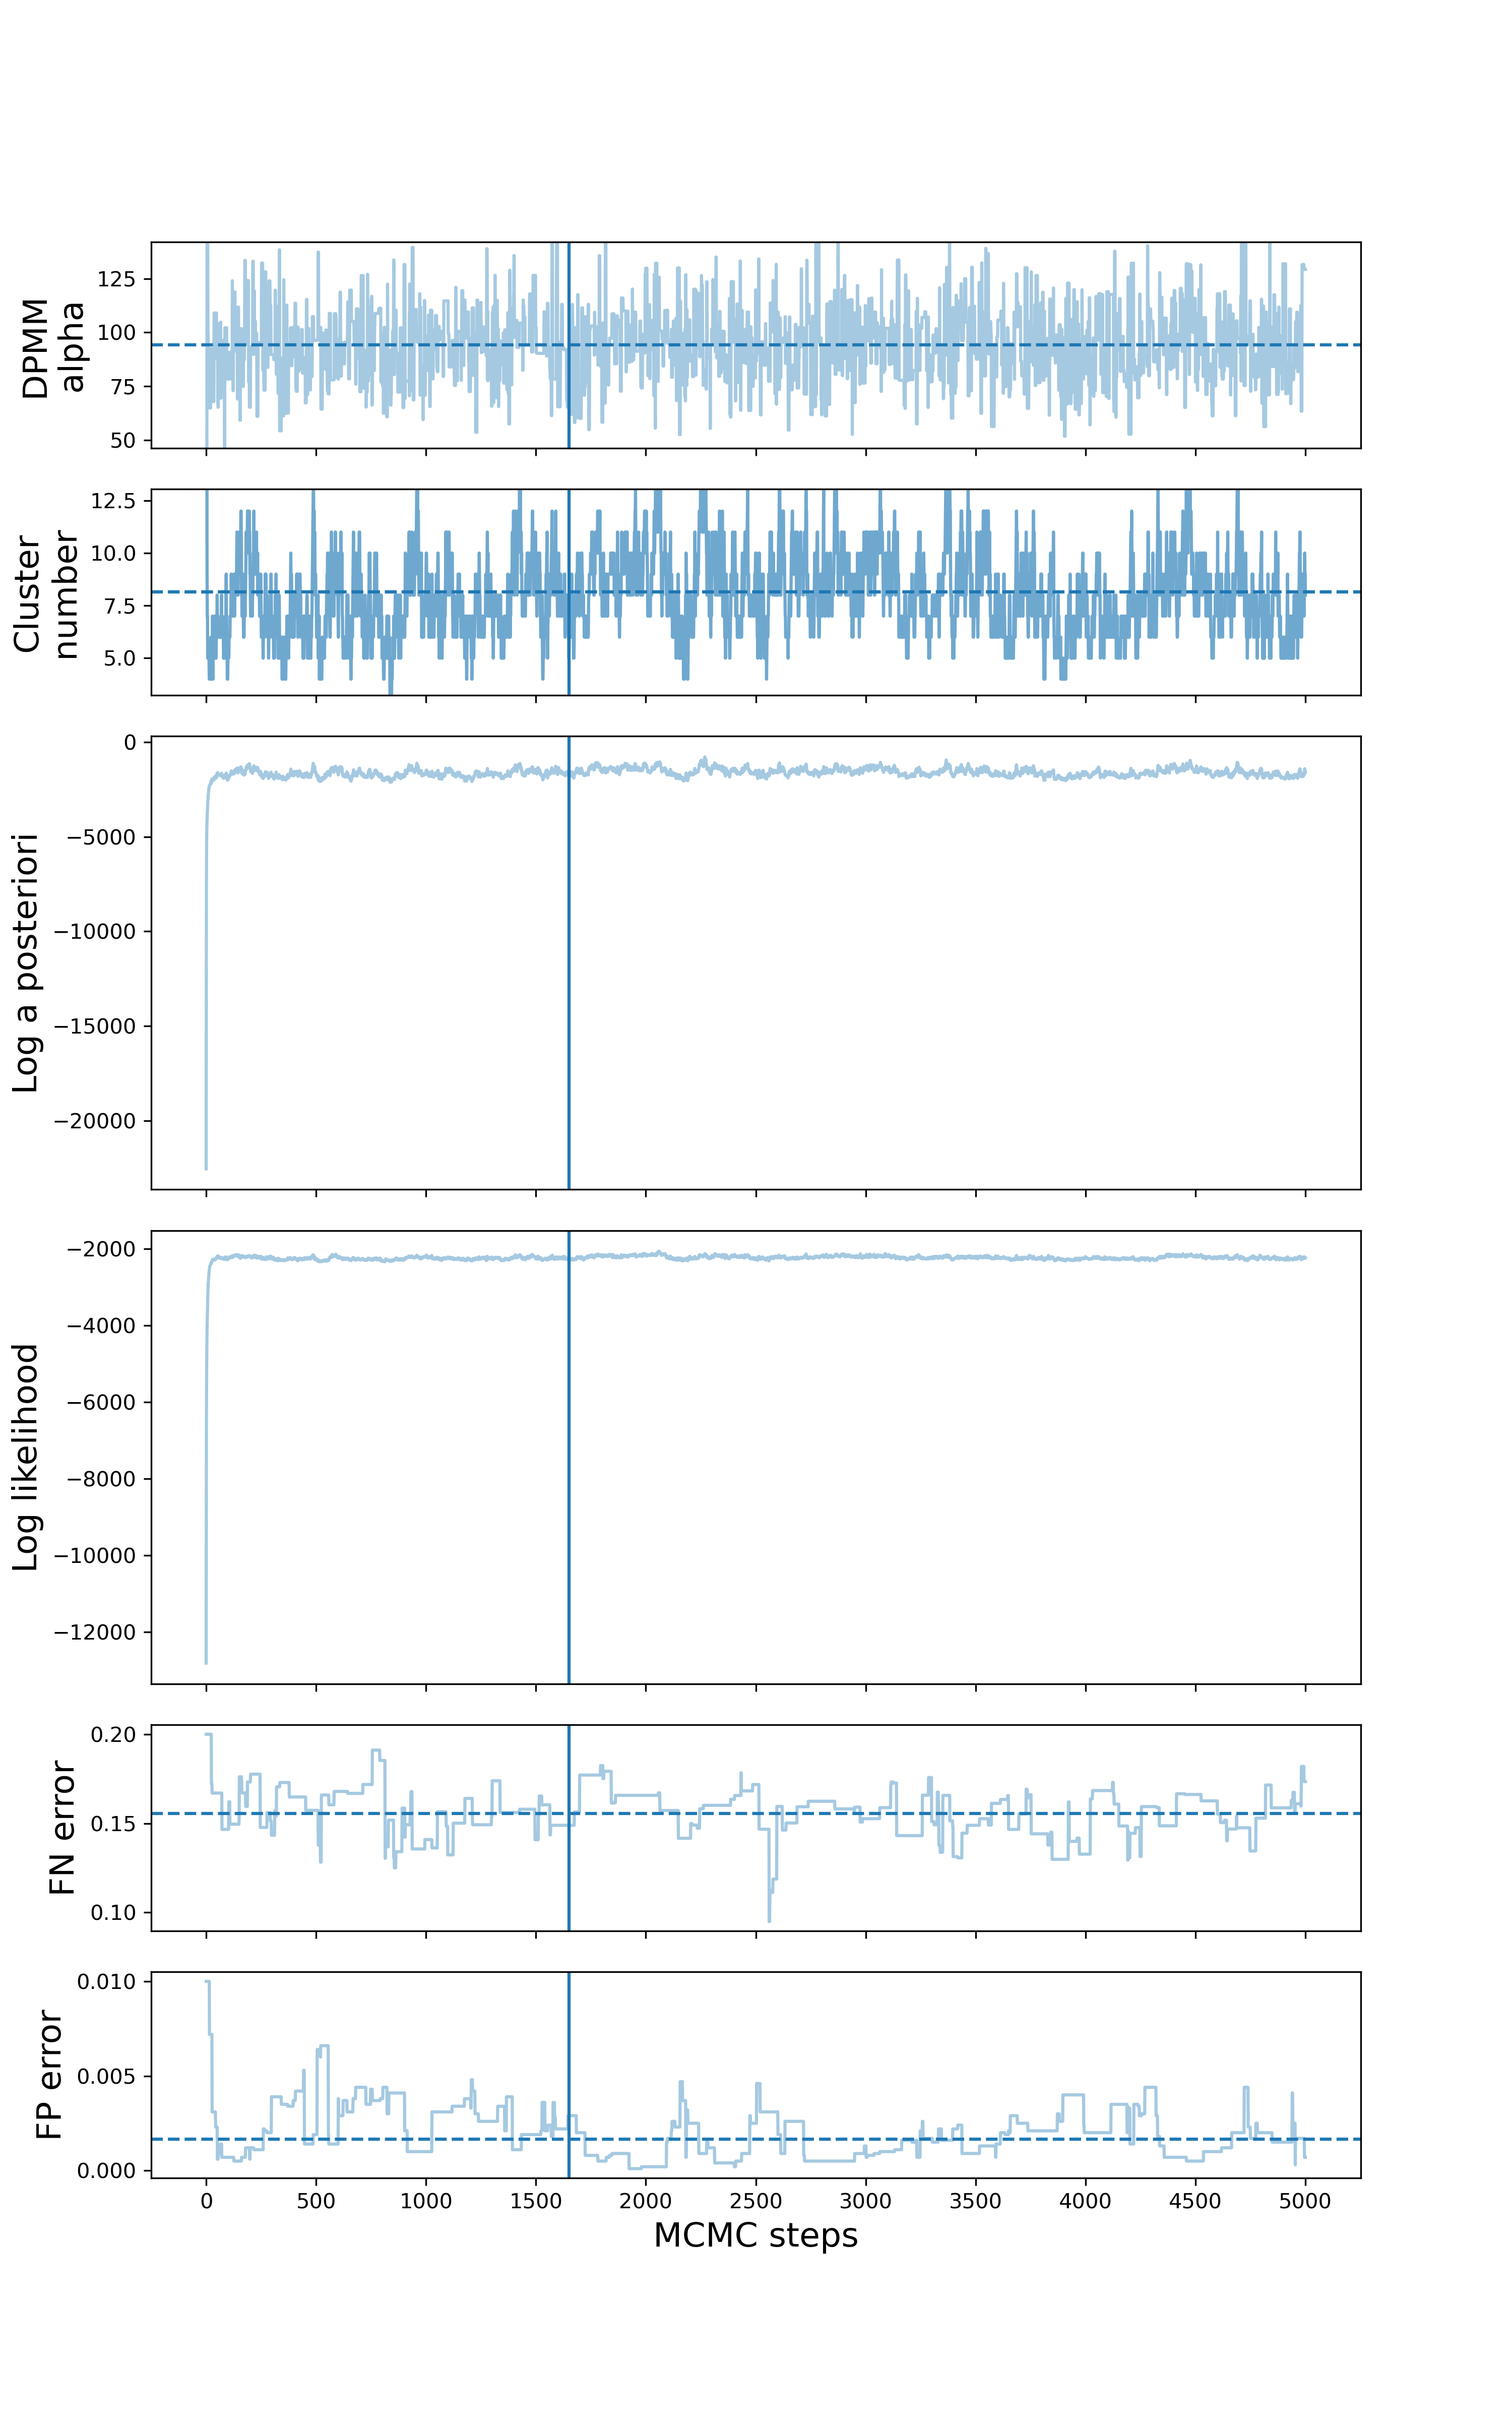 DPMM
alpha
125
100
75
50
Cluster
number
12.5
10.0
7.5
5.0
Log a posteriori
0
−5000
−10000
−15000
−20000
Log likelihood
−2000
−4000
−6000
−8000
−10000
−12000
FN error
0.20
0.15
0.10
FP error
0.010
0.005
0.000
0 500 1000 1500 2000 2500 3000 3500 4000 4500 5000
MCMC steps